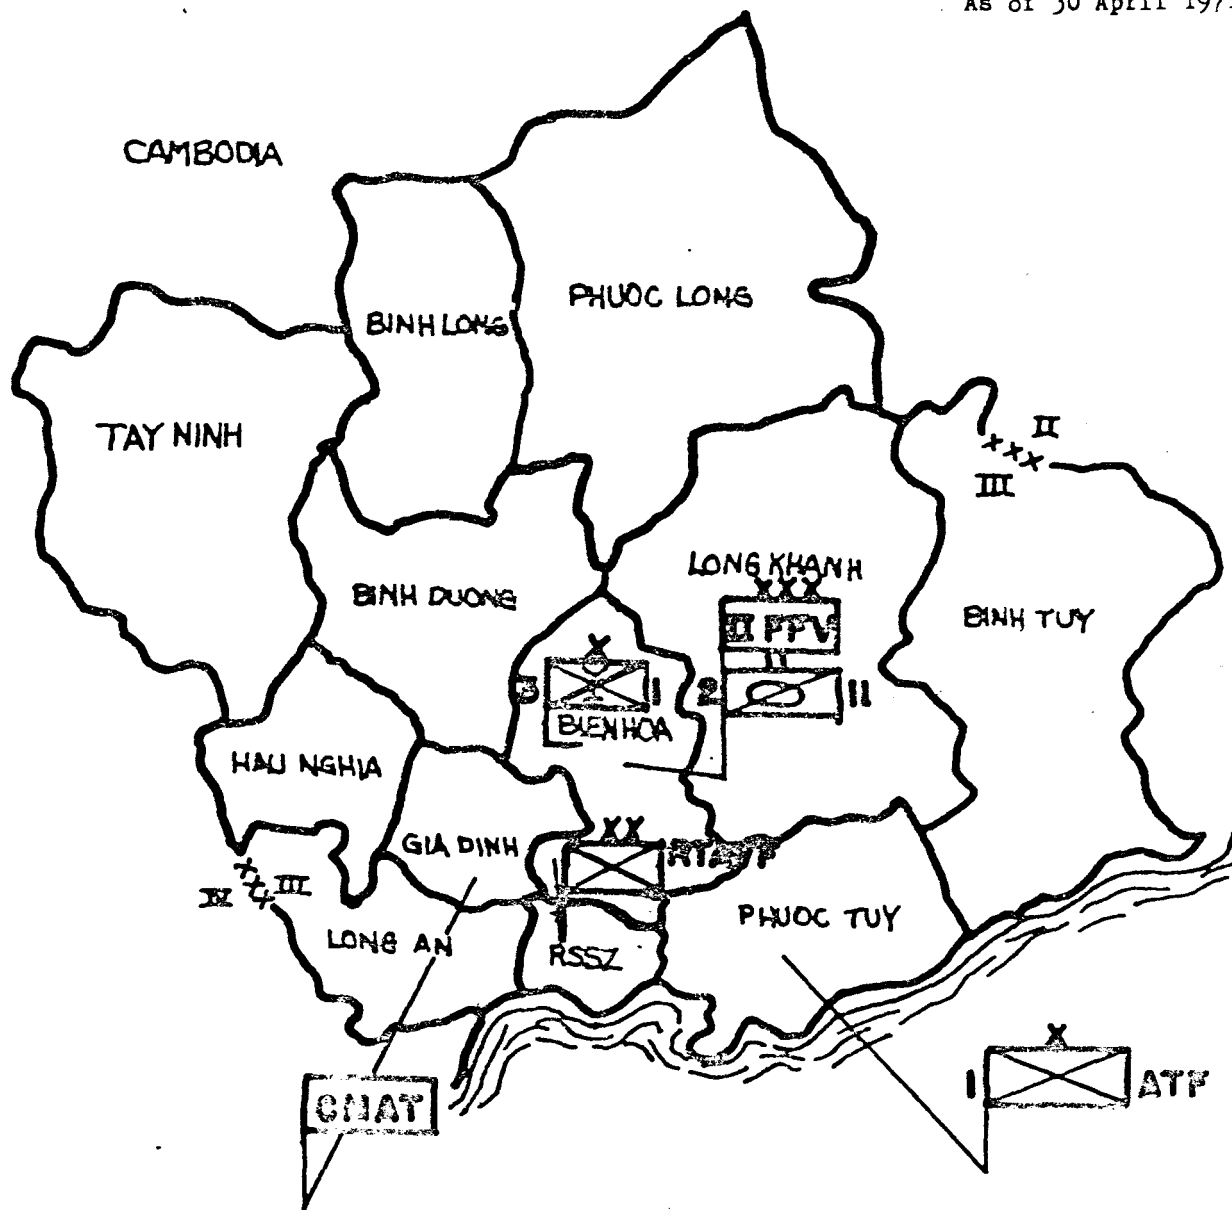 As of 30 April 197
CAMBODIA
PHUOC LONG
BINH LONG
TAY NINH
II
XXX
III
LONG KHANH
XXX
BINH DUONG
BINH TUY
II FFV
X
II
3 1
2 11
BIEN HOA
HAU NGHIA
GIA DINH
XX
RTAVF
IV
XXX
III
PHUOC TUY
LONG AN
RSSZ
X
CMAT
1 ATF